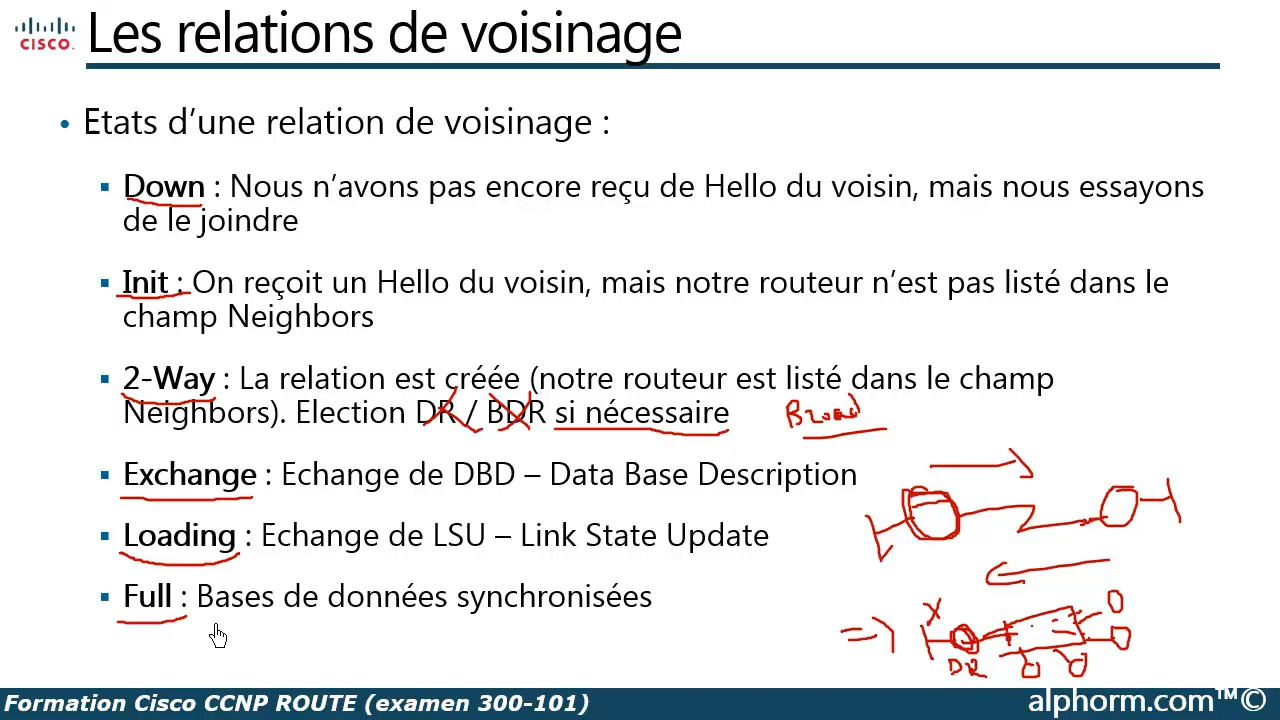 CISCO
Les relations de voisinage
• Etats d’une relation de voisinage :
▪ Down : Nous n’avons pas encore reçu de Hello du voisin, mais nous essayons
de le joindre
▪ Init : On reçoit un Hello du voisin, mais notre routeur n’est pas listé dans le
champ Neighbors
▪ 2-Way : La relation est créée (notre routeur est listé dans le champ
Neighbors). Election DR / BDR si nécessaire
Broad
▪ Exchange : Echange de DBD – Data Base Description
▪ Loading : Echange de LSU – Link State Update
▪ Full : Bases de données synchronisées
=> X
DR
Formation Cisco CCNP ROUTE (examen 300-101)
alphorm.com™©